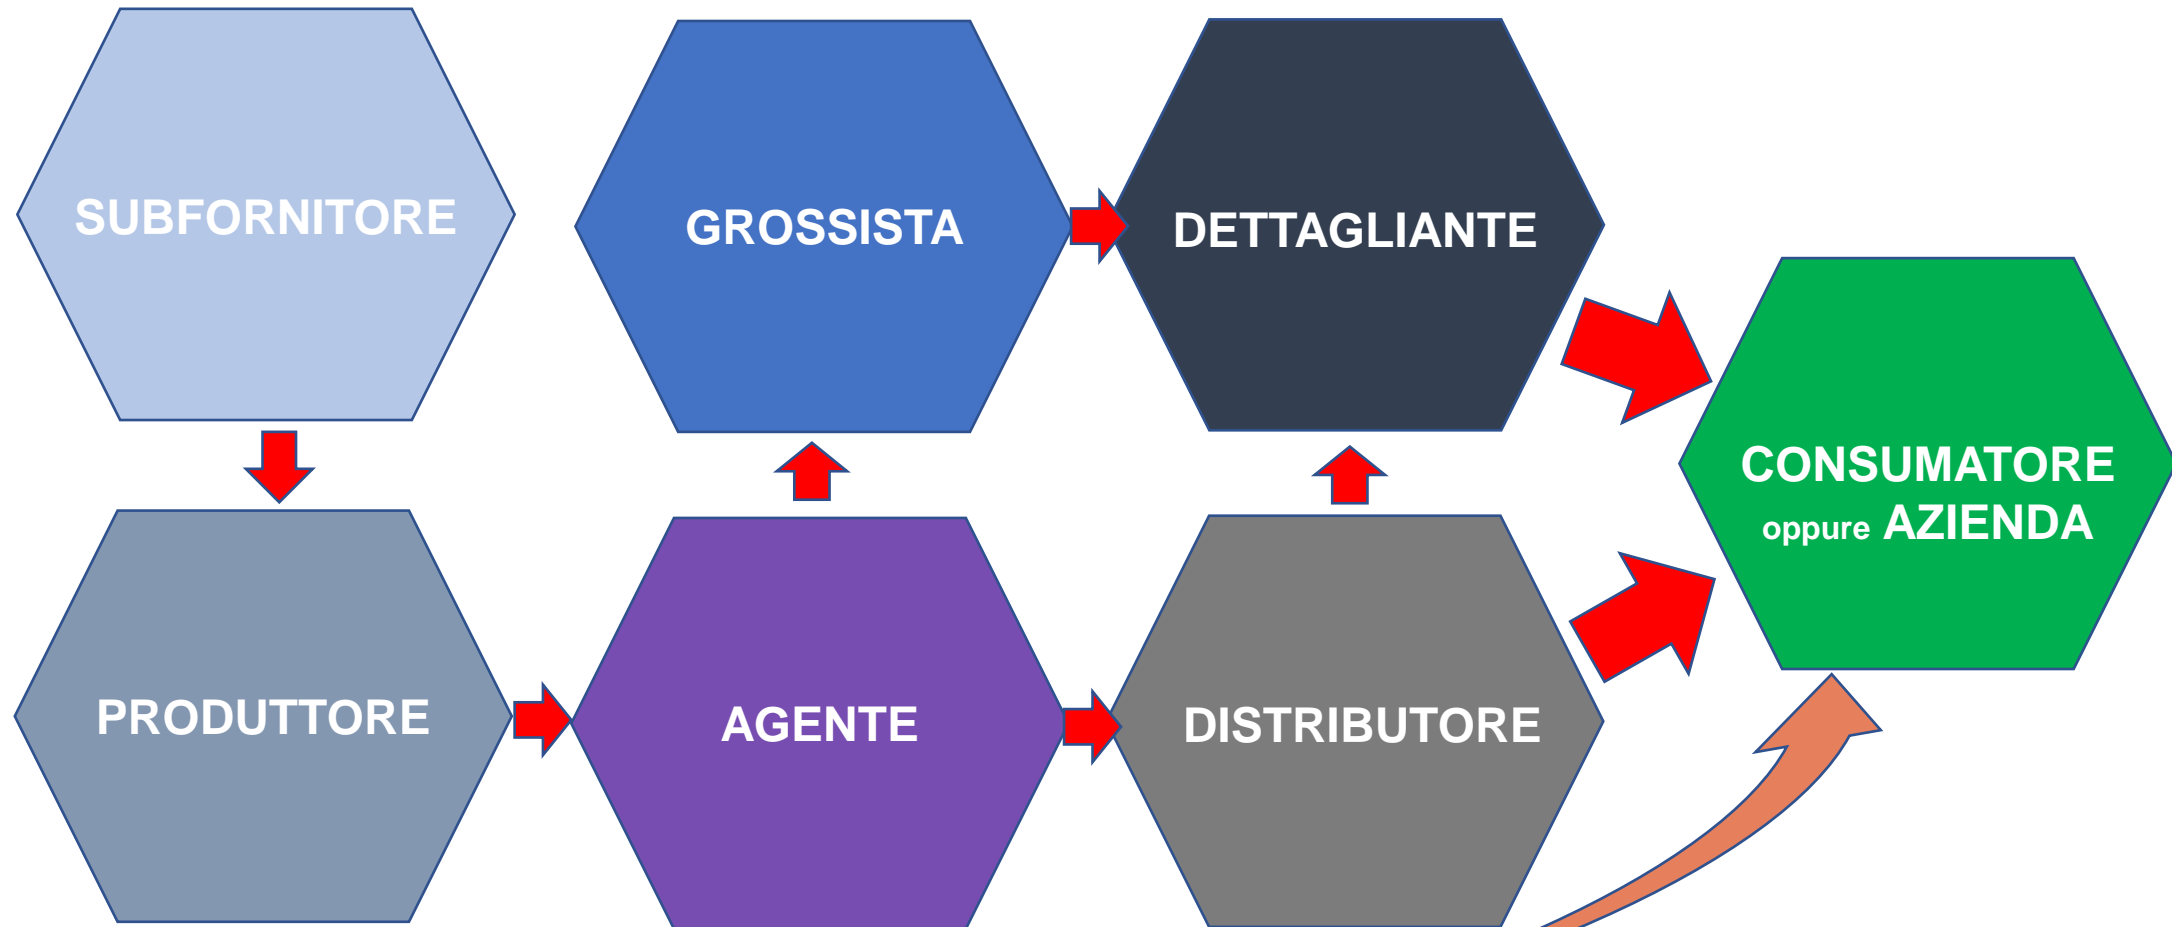 SUBFORNITORE
GROSSISTA
DETTAGLIANTE
CONSUMATORE
oppure AZIENDA
PRODUTTORE
AGENTE
DISTRIBUTORE